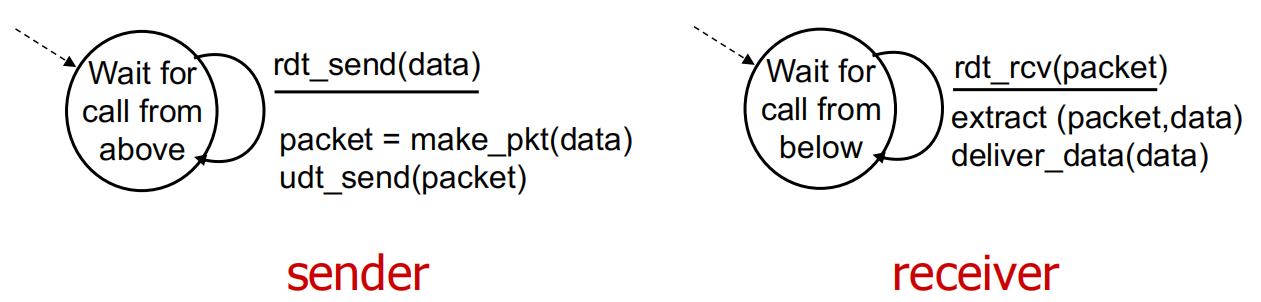 Wait for
call from
above
rdt_send(data)
packet = make_pkt(data)
udt_send(packet)
sender
Wait for
call from
below
rdt_rcv(packet)
extract (packet,data)
deliver_data(data)
receiver